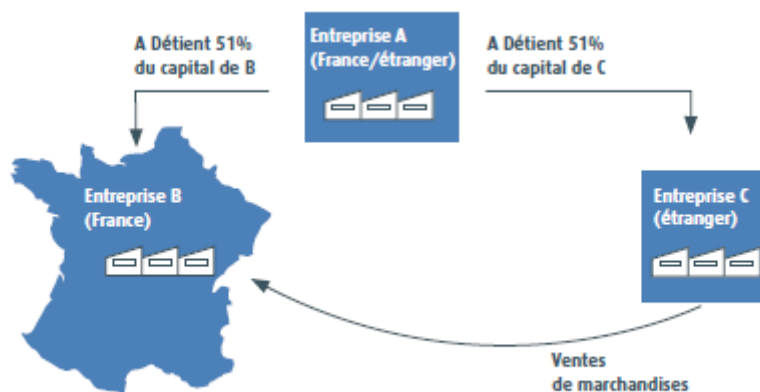 A Détient 51%
du capital de B
Entreprise A
(France/étranger)
A Détient 51%
du capital de C
Entreprise B
(France)
Entreprise C
(étranger)
Ventes
de marchandises